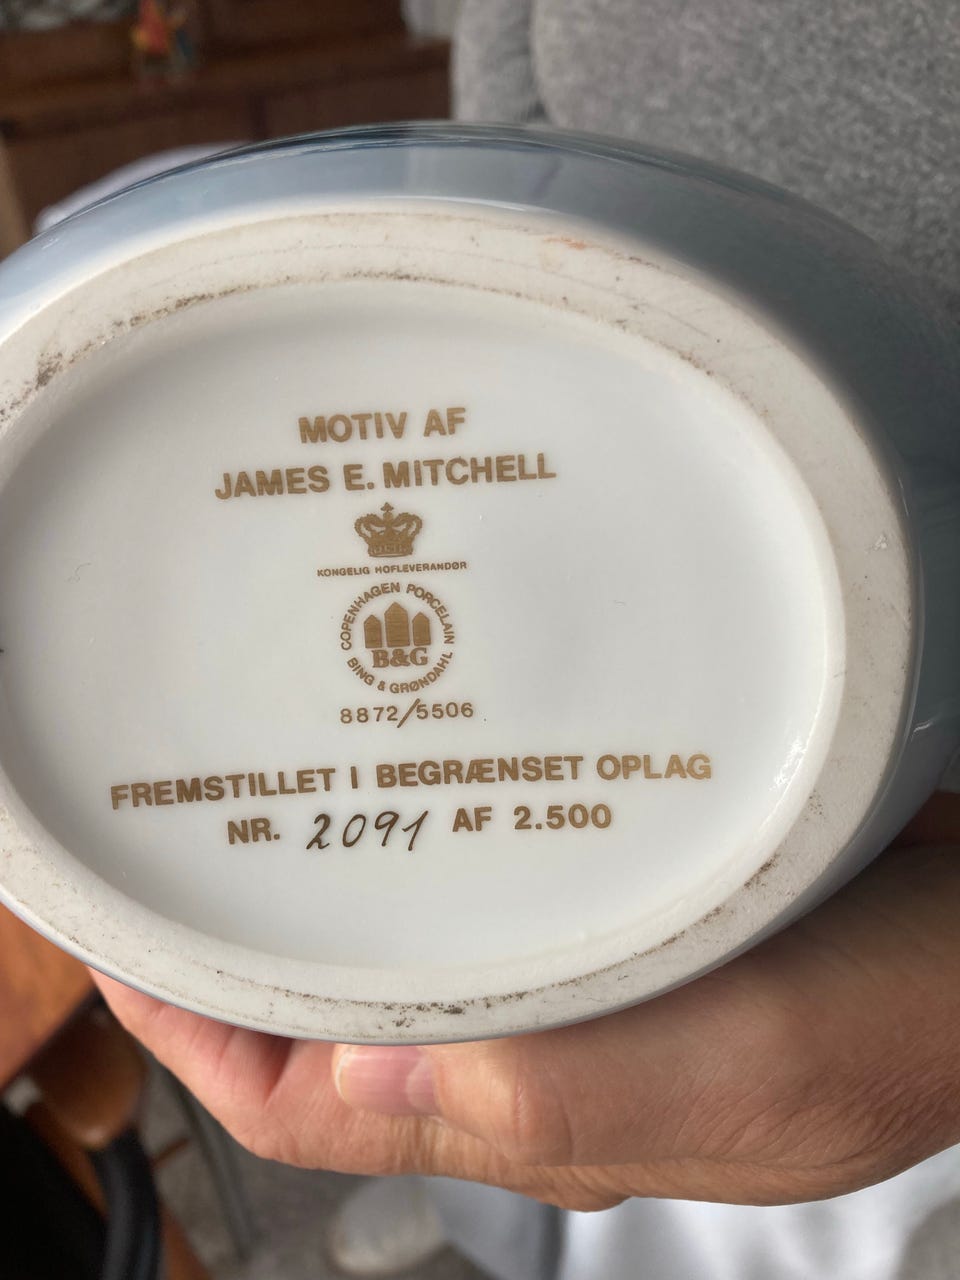 MOTIV AF
JAMES E. MITCHELL
KONGELIG HOFLEVERANDØR
COPENHAGEN PORCELAIN
B&G
BING & GRØNDAHL
8872/5506
FREMSTILLET I BEGRÆNSET OPLAG
NR. 2091 AF 2.500